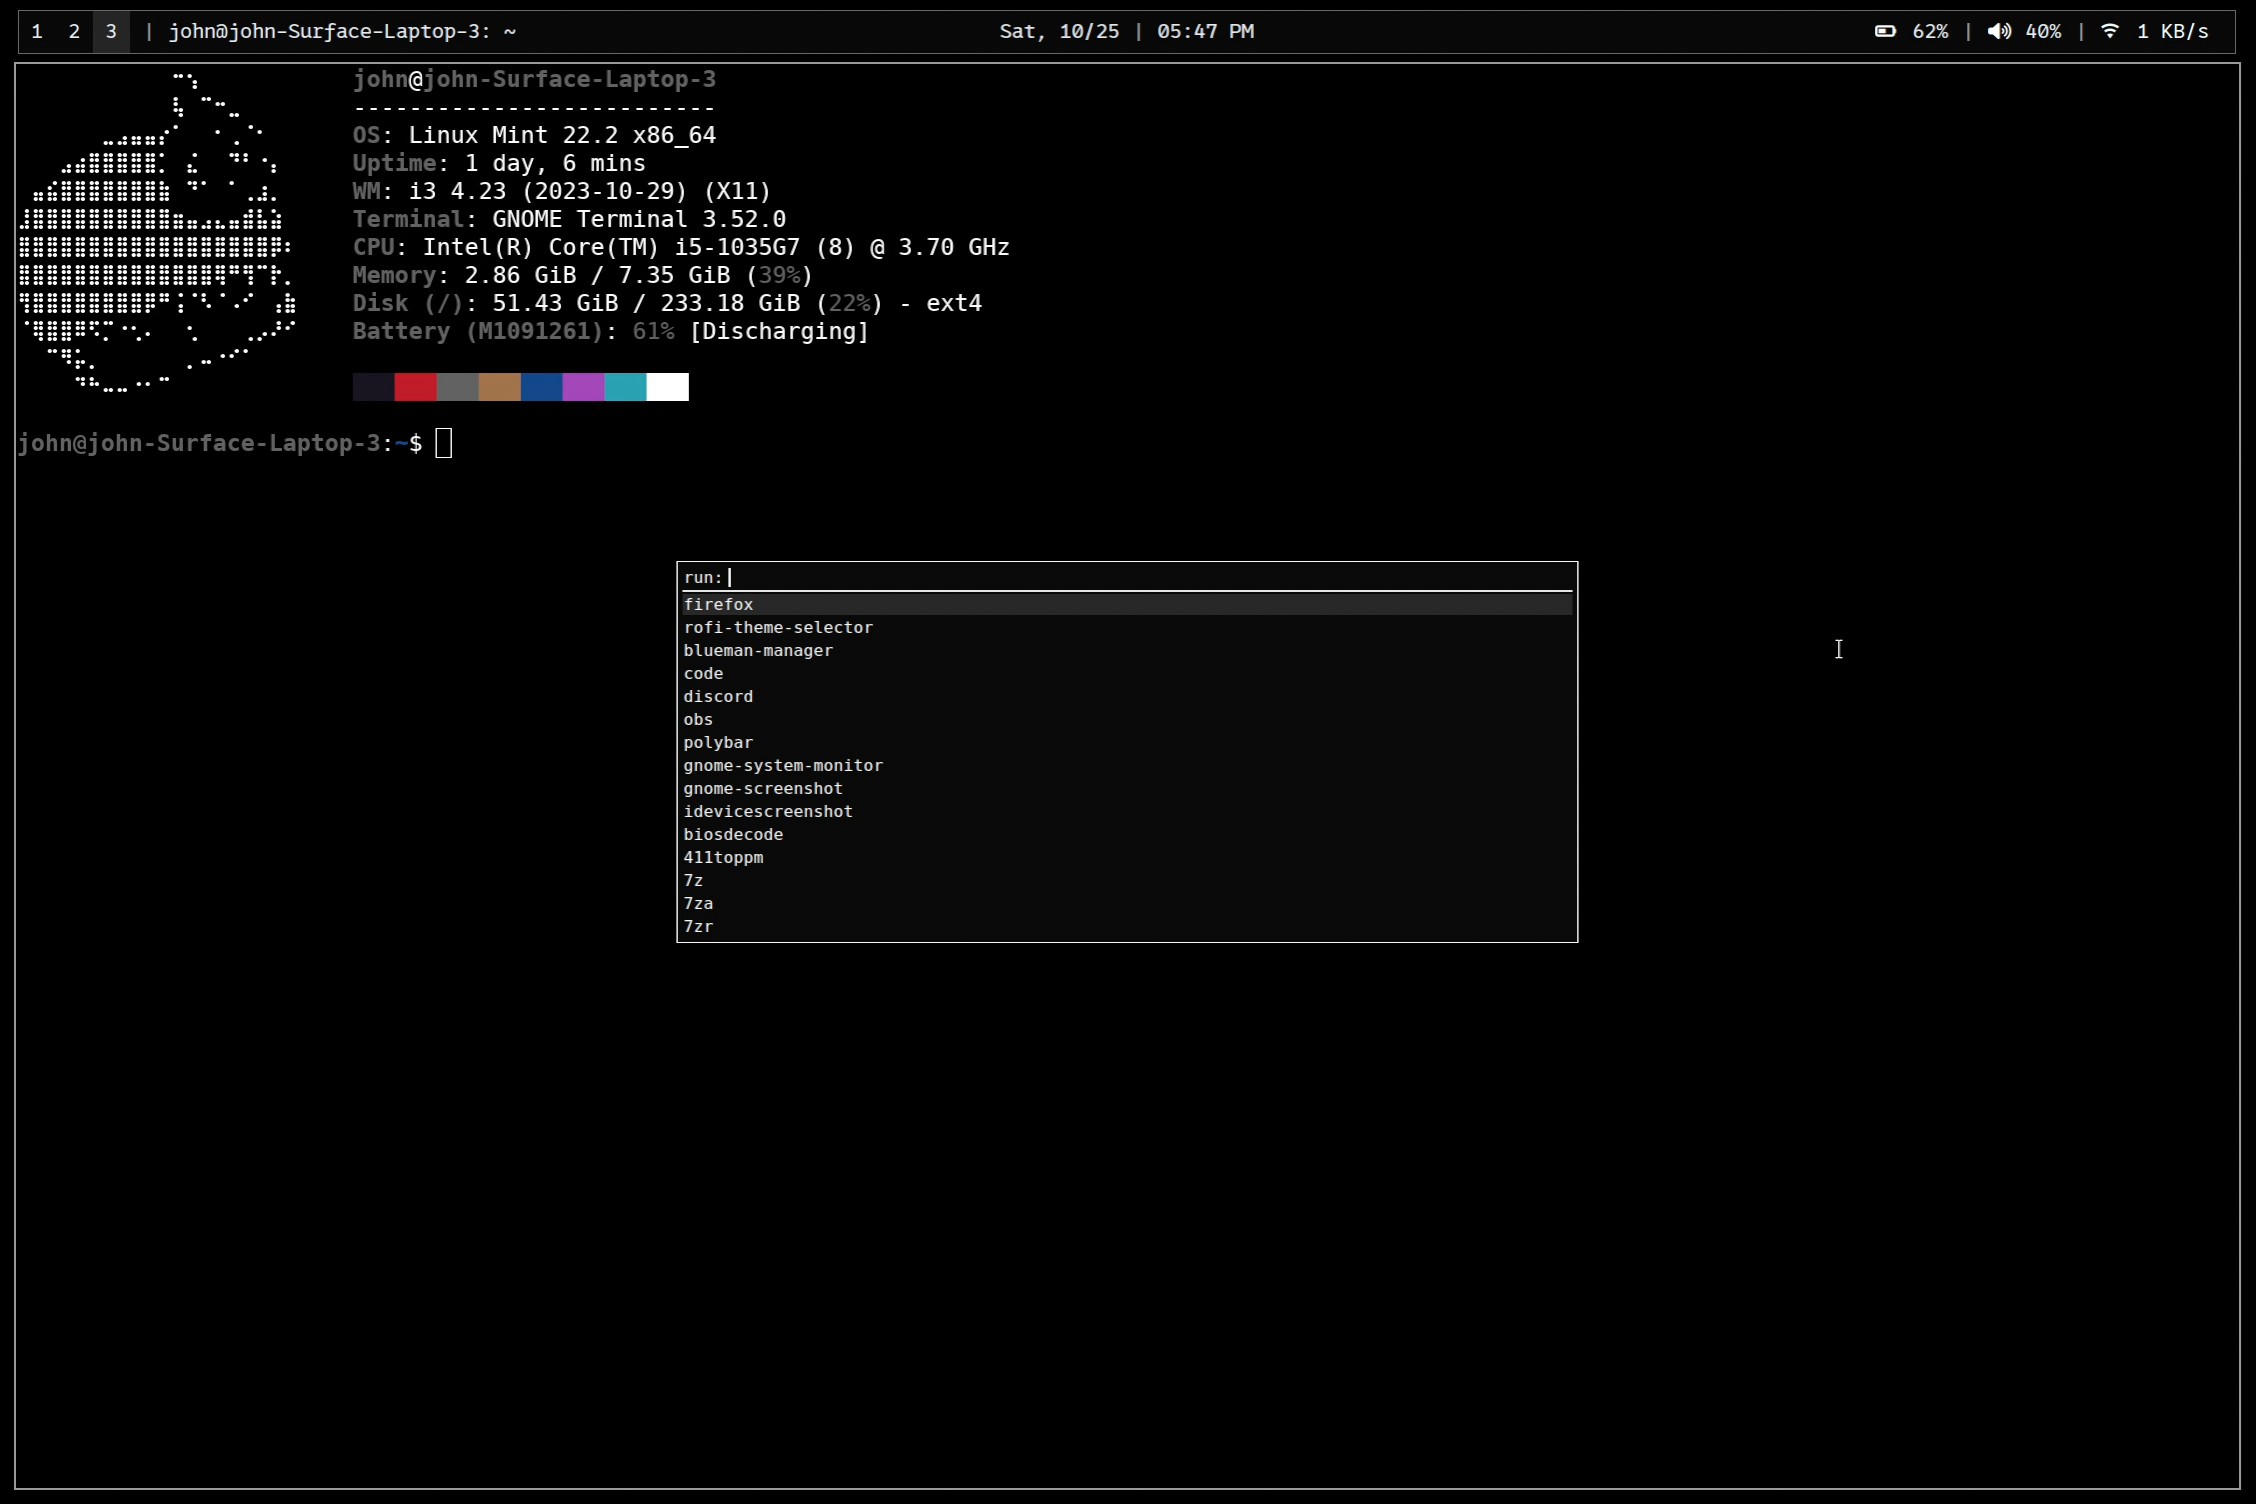 1 2 3 | john@john-Surface-Laptop-3: ~
Sat, 10/25 | 05:47 PM
62% | 40% | 1 KB/s
john@john-Surface-Laptop-3
--------------------------
OS: Linux Mint 22.2 x86_64
Uptime: 1 day, 6 mins
WM: i3 4.23 (2023-10-29) (X11)
Terminal: GNOME Terminal 3.52.0
CPU: Intel(R) Core(TM) i5-1035G7 (8) @ 3.70 GHz
Memory: 2.86 GiB / 7.35 GiB (39%)
Disk (/): 51.43 GiB / 233.18 GiB (22%) - ext4
Battery (M1091261): 61% [Discharging]
john@john-Surface-Laptop-3:~$
run:
firefox
rofi-theme-selector
blueman-manager
code
discord
obs
polybar
gnome-system-monitor
gnome-screenshot
idevicescreenshot
biosdecode
411toppm
7z
7za
7zr